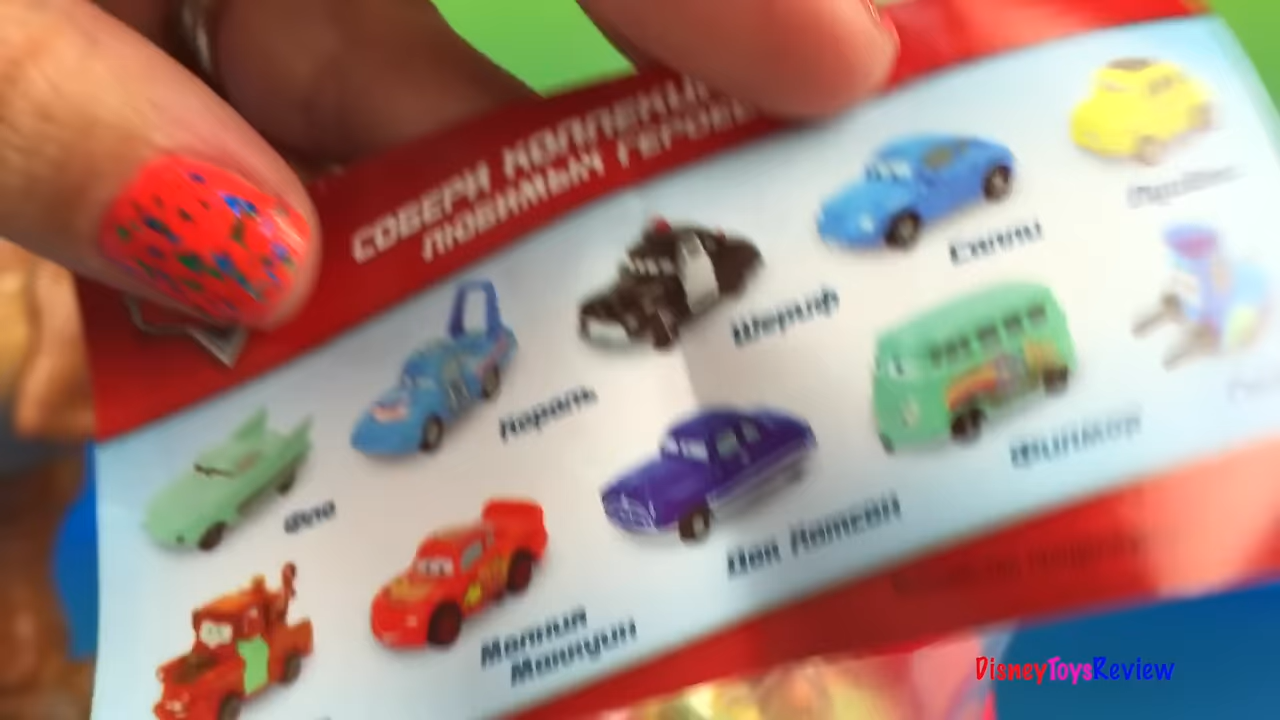 СОБЕРИ КОЛЛЕКЦИЮ
ЛЮБИМЫХ ГЕРОЕВ
Салли
Шериф
Король
Филмор
Фло
Док Хадсон
Молния
Маккуин
DisneyToysReview